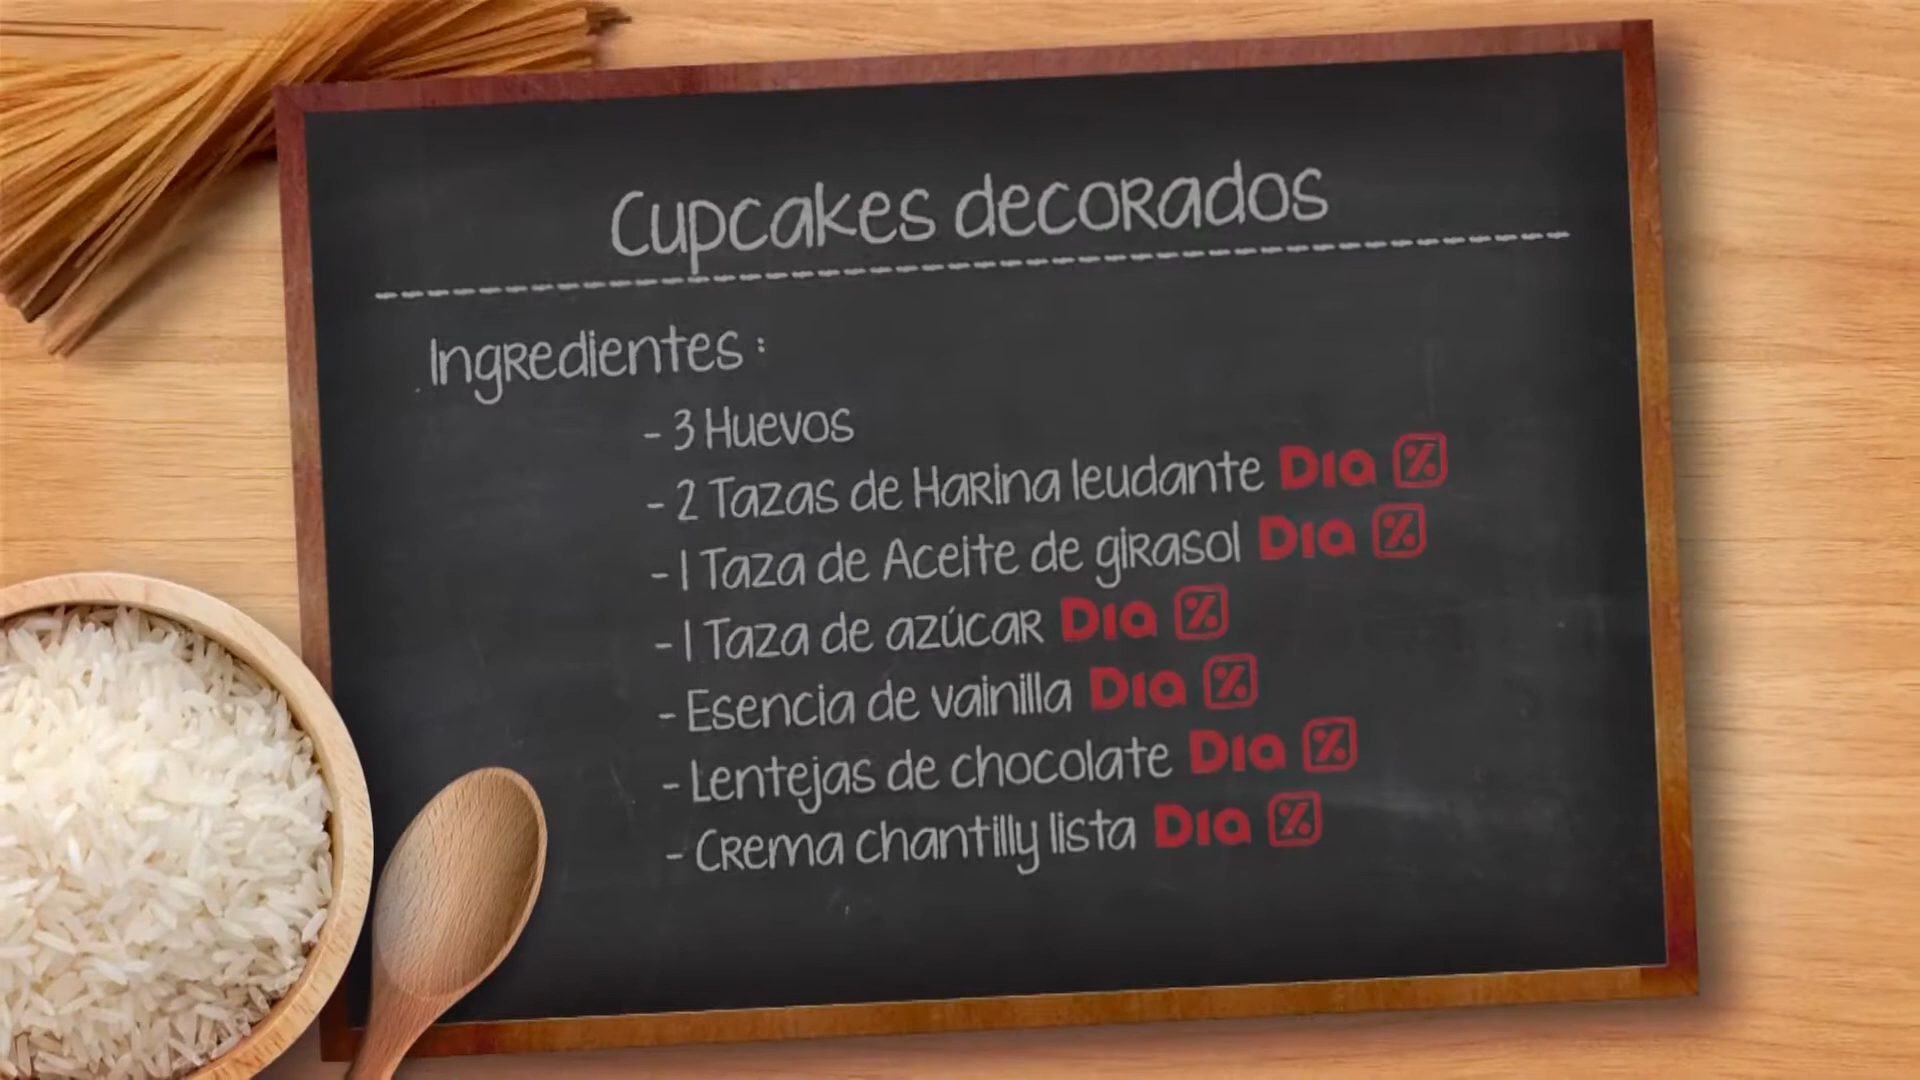 Cupcakes decorados
Ingredientes :
- 3 Huevos
- 2 Tazas de Harina leudante Dia %
- 1 Taza de Aceite de girasol Dia %
- 1 Taza de azúcar Dia %
- Esencia de vainilla Dia %
- Lentejas de chocolate Dia %
- Crema chantilly lista Dia %